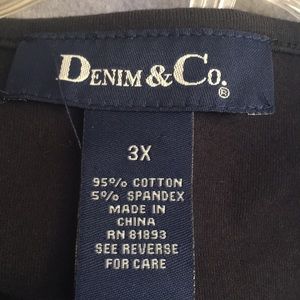 DENIM & CO.®
3X
95% COTTON
5% SPANDEX
MADE IN
CHINA
RN 81893
SEE REVERSE
FOR CARE